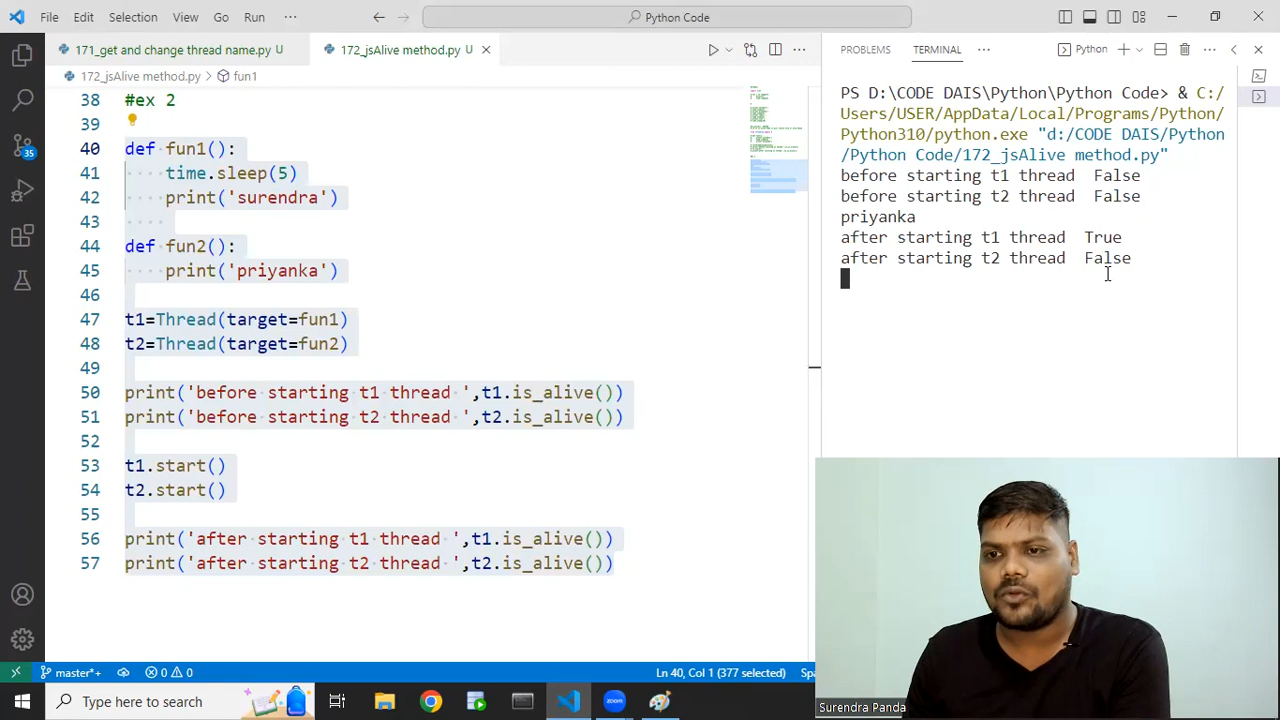 File Edit Selection View Go Run ··· Python Code
171_get and change thread name.py U 172_jsAlive method.py U
172_jsAlive method.py > fun1
38 #ex 2
39
40 def fun1():
41 time.sleep(5)
42 print('surendra')
43
44 def fun2():
45 print('priyanka')
46
47 t1=Thread(target=fun1)
48 t2=Thread(target=fun2)
49
50 print('before starting t1 thread ',t1.is_alive())
51 print('before starting t2 thread ',t2.is_alive())
52
53 t1.start()
54 t2.start()
55
56 print('after starting t1 thread ',t1.is_alive())
57 print('after starting t2 thread ',t2.is_alive())
PROBLEMS TERMINAL ··· Python
PS D:\CODE DAIS\Python\Python Code> & C:/
Users/USER/AppData/Local/Programs/Python/
Python310/python.exe "d:/CODE DAIS/Python
/Python Code/172_jsAlive method.py"
before starting t1 thread  False
before starting t2 thread  False
priyanka
after starting t1 thread  True
after starting t2 thread  False
35
master*+ 0 0 Ln 40, Col 1 (377 selected) Spa
Type here to search
Surendra Panda